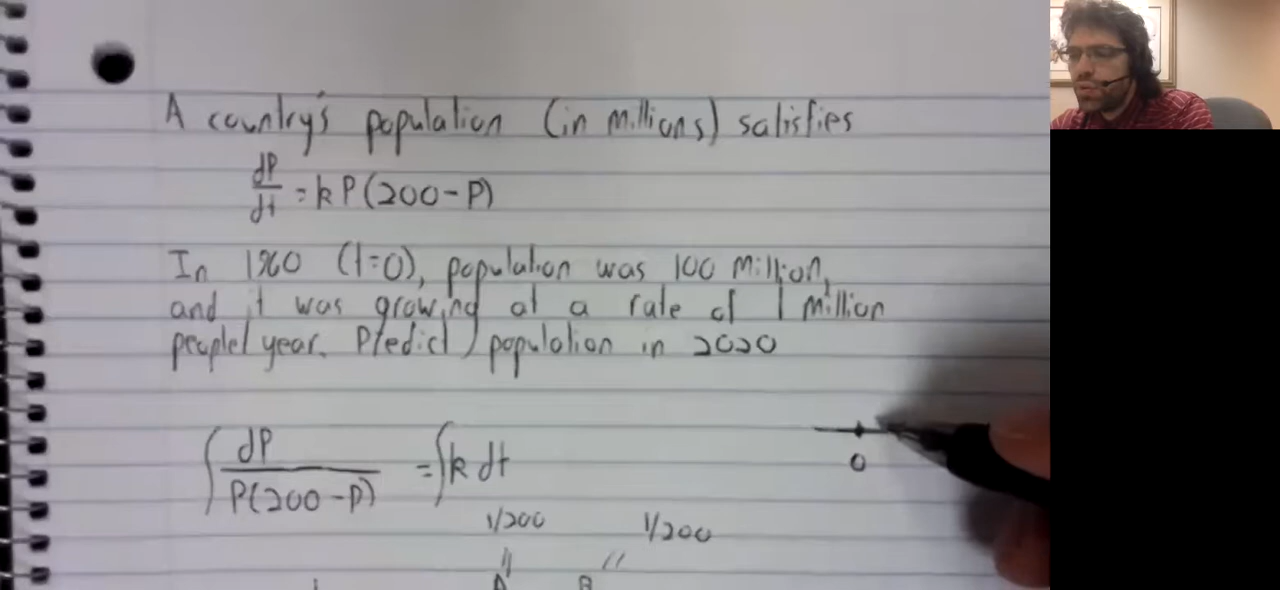 A country's population (in millions) satisfies
dP/dt = kP(200-P)
In 1960 (t=0), population was 100 million,
and it was growing at a rate of 1 million
people/year. Predict population in 2020
∫ dP/P(200-P) = ∫k dt
0
1/200 1/200
" "
A B